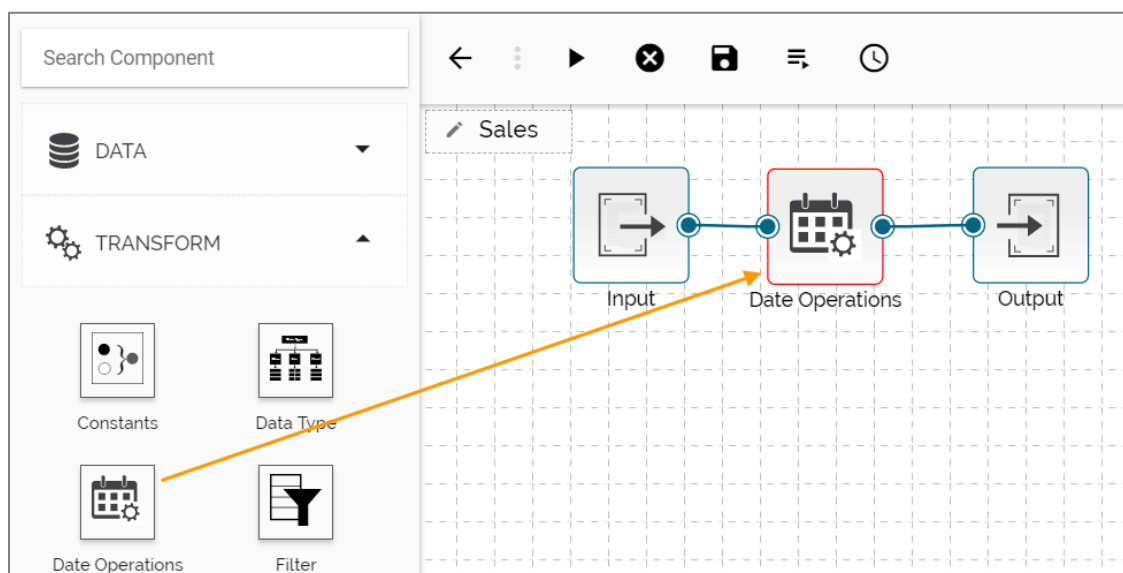 Search Component
DATA
TRANSFORM
Constants
Data Type
Date Operations
Filter
Sales
Input
Date Operations
Output